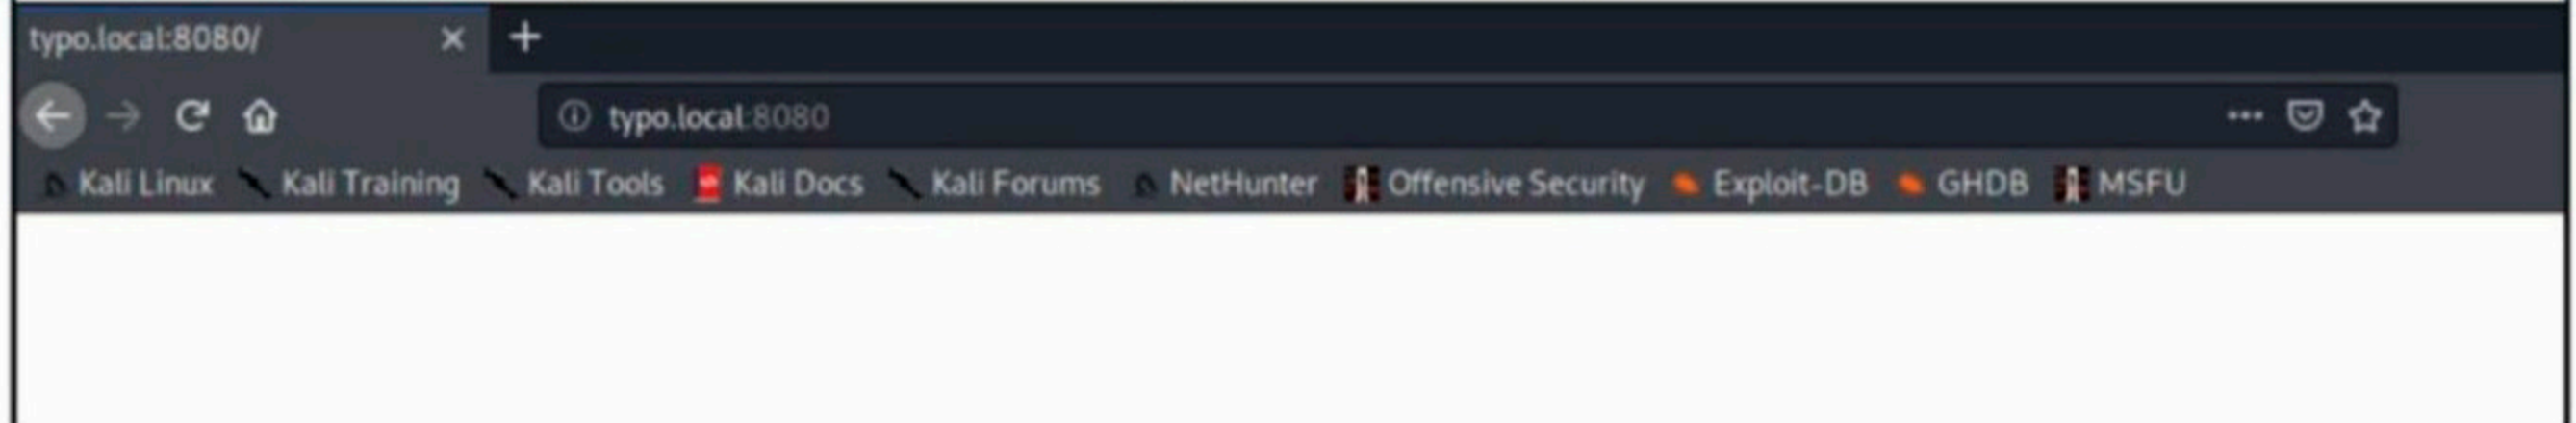 typo.local:8080/
typo.local:8080
Kali Linux Kali Training Kali Tools Kali Docs Kali Forums NetHunter Offensive Security Exploit-DB GHDB MSFU